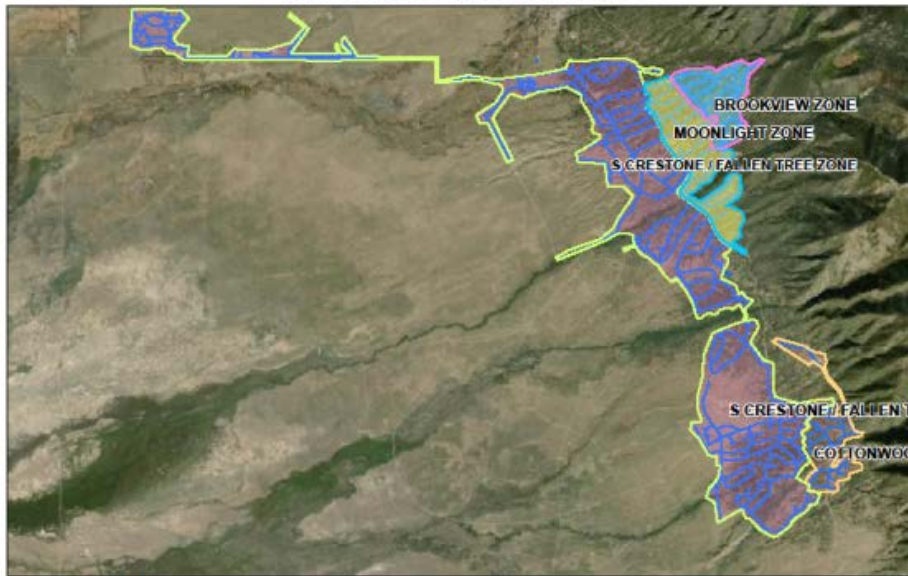 BROOKVIEW ZONE
MOONLIGHT ZONE
S CRESTONE / FALLEN TREE ZONE
S CRESTONE / FALLEN T
COTTONWOO